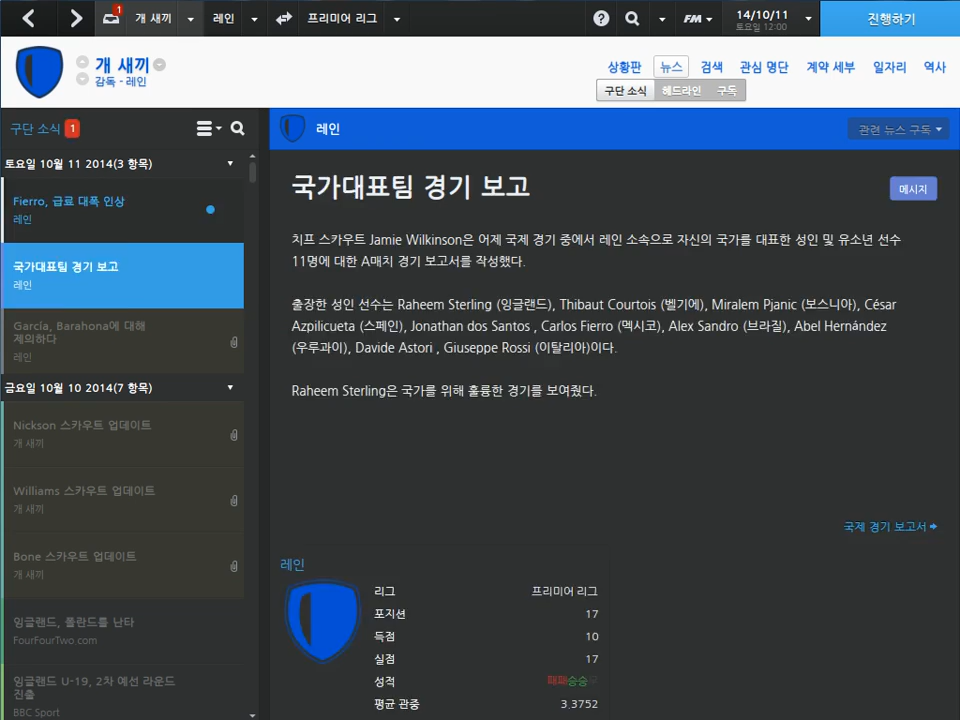 1
개 새끼
레인
프리미어 리그
?
FM
14/10/11
토요일 12:00
진행하기
개 새끼
감독 - 레인
상황판
뉴스
검색
관심 명단
계약 세부
일자리
역사
구단 소식
헤드라인
구독
구단 소식 1
레인
관련 뉴스 구독
토요일 10월 11 2014(3 항목)
Fierro, 급료 대폭 인상
레인
국가대표팀 경기 보고
레인
García, Barahona에 대해
제의하다
레인
금요일 10월 10 2014(7 항목)
Nickson 스카우트 업데이트
개 새끼
Williams 스카우트 업데이트
개 새끼
Bone 스카우트 업데이트
개 새끼
잉글랜드, 폴란드를 난타
FourFourTwo.com
잉글랜드 U-19, 2차 예선 라운드
진출
BBC Sport
국가대표팀 경기 보고
메시지
치프 스카우트 Jamie Wilkinson은 어제 국제 경기 중에서 레인 소속으로 자신의 국가를 대표한 성인 및 유소년 선수
11명에 대한 A매치 경기 보고서를 작성했다.
출장한 성인 선수는 Raheem Sterling (잉글랜드), Thibaut Courtois (벨기에), Miralem Pjanic (보스니아), César
Azpilicueta (스페인), Jonathan dos Santos , Carlos Fierro (멕시코), Alex Sandro (브라질), Abel Hernández
(우루과이), Davide Astori , Giuseppe Rossi (이탈리아)이다.
Raheem Sterling은 국가를 위해 훌륭한 경기를 보여줬다.
국제 경기 보고서
레인
리그 프리미어 리그
포지션 17
득점 10
실점 17
성적 패패승승무
평균 관중 3,3752